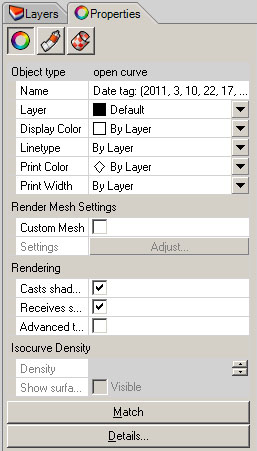 Layers Properties
Object type open curve
Name Date tag: (2011, 3, 10, 22, 17, ...
Layer Default
Display Color By Layer
Linetype By Layer
Print Color By Layer
Print Width By Layer
Render Mesh Settings
Custom Mesh
Settings Adjust...
Rendering
Casts shad...
Receives s...
Advanced t...
Isocurve Density
Density
Show surfa... Visible
Match
Details...